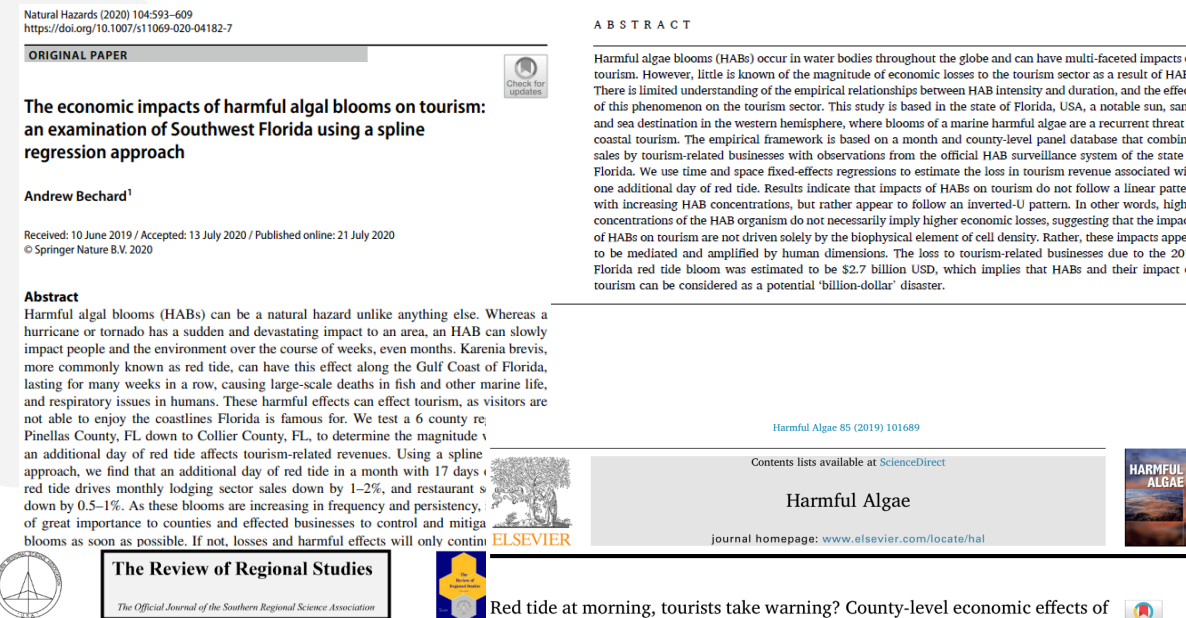 Natural Hazards (2020) 104:593–609
https://doi.org/10.1007/s11069-020-04182-7
ORIGINAL PAPER
Check for
updates
The economic impacts of harmful algal blooms on tourism:
an examination of Southwest Florida using a spline
regression approach
Andrew Bechard1
Received: 10 June 2019 / Accepted: 13 July 2020 / Published online: 21 July 2020
© Springer Nature B.V. 2020
Abstract
Harmful algal blooms (HABs) can be a natural hazard unlike anything else. Whereas a
hurricane or tornado has a sudden and devastating impact to an area, an HAB can slowly
impact people and the environment over the course of weeks, even months. Karenia brevis,
more commonly known as red tide, can have this effect along the Gulf Coast of Florida,
lasting for many weeks in a row, causing large-scale deaths in fish and other marine life,
and respiratory issues in humans. These harmful effects can effect tourism, as visitors are
not able to enjoy the coastlines Florida is famous for. We test a 6 county
Pinellas County, FL down to Collier County, FL, to determine the magnitude
an additional day of red tide affects tourism-related revenues. Using a spline
approach, we find that an additional day of red tide in a month with 17 days
red tide drives monthly lodging sector sales down by 1–2%, and restaurant
down by 0.5–1%. As these blooms are increasing in frequency and persistency,
of great importance to counties and effected businesses to control and
blooms as soon as possible. If not, losses and harmful effects will only
The Review of Regional Studies
The Official Journal of the Southern Regional Science Association
The
Review of
Regional Studies
ABSTRACT
Harmful algae blooms (HABs) occur in water bodies throughout the globe and can have multi-faceted impacts
tourism. However, little is known of the magnitude of economic losses to the tourism sector as a result of
There is limited understanding of the empirical relationships between HAB intensity and duration, and the
of this phenomenon on the tourism sector. This study is based in the state of Florida, USA, a notable sun,
and sea destination in the western hemisphere, where blooms of a marine harmful algae are a recurrent threat
coastal tourism. The empirical framework is based on a month and county-level panel database that
sales by tourism-related businesses with observations from the official HAB surveillance system of the state
Florida. We use time and space fixed-effects regressions to estimate the loss in tourism revenue associated
one additional day of red tide. Results indicate that impacts of HABs on tourism do not follow a linear
with increasing HAB concentrations, but rather appear to follow an inverted-U pattern. In other words,
concentrations of the HAB organism do not necessarily imply higher economic losses, suggesting that the
of HABs on tourism are not driven solely by the biophysical element of cell density. Rather, these impacts
to be mediated and amplified by human dimensions. The loss to tourism-related businesses due to the
Florida red tide bloom was estimated to be $2.7 billion USD, which implies that HABs and their impact
tourism can be considered as a potential ‘billion-dollar’ disaster.
Harmful Algae 85 (2019) 101689
Contents lists available at ScienceDirect
Harmful Algae
journal homepage: www.elsevier.com/locate/hal
ELSEVIER
HARMFUL
ALGAE
Red tide at morning, tourists take warning? County-level economic effects of